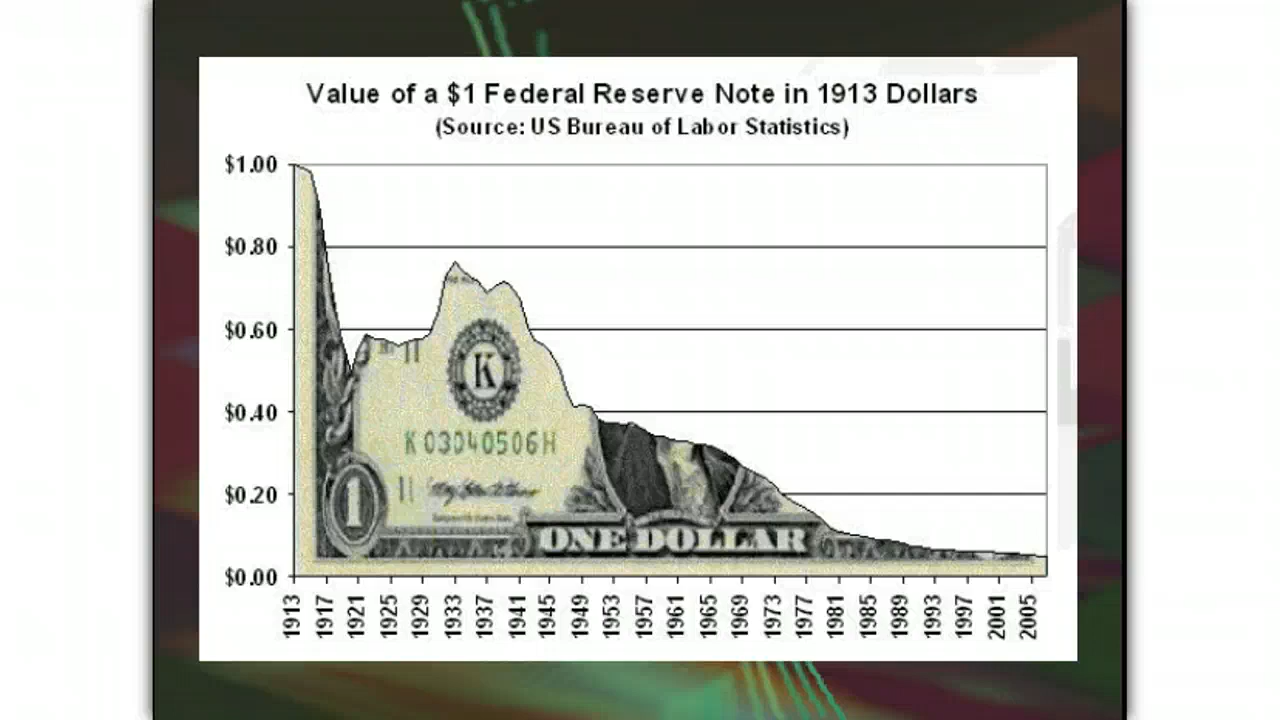 Value of a $1 Federal Reserve Note in 1913 Dollars
(Source: US Bureau of Labor Statistics)
$1.00
$0.80
$0.60
$0.40
$0.20
$0.00
K
K 03040506H
1
ONE DOLLAR
1913 1917 1921 1925 1929 1933 1937 1941 1945 1949 1953 1957 1961 1965 1969 1973 1977 1981 1985 1989 1993 1997 2001 2005